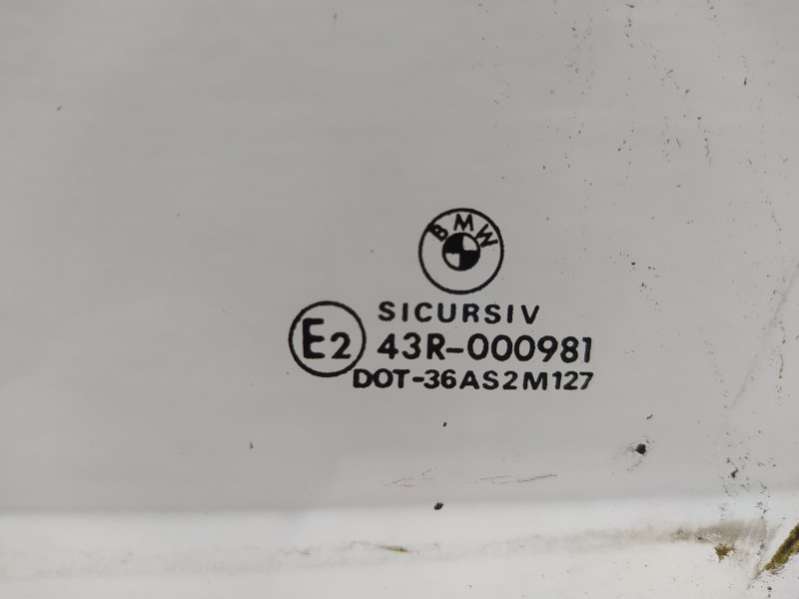 BMW
SICURSIV
E2 43R-000981
DOT-36AS2M127